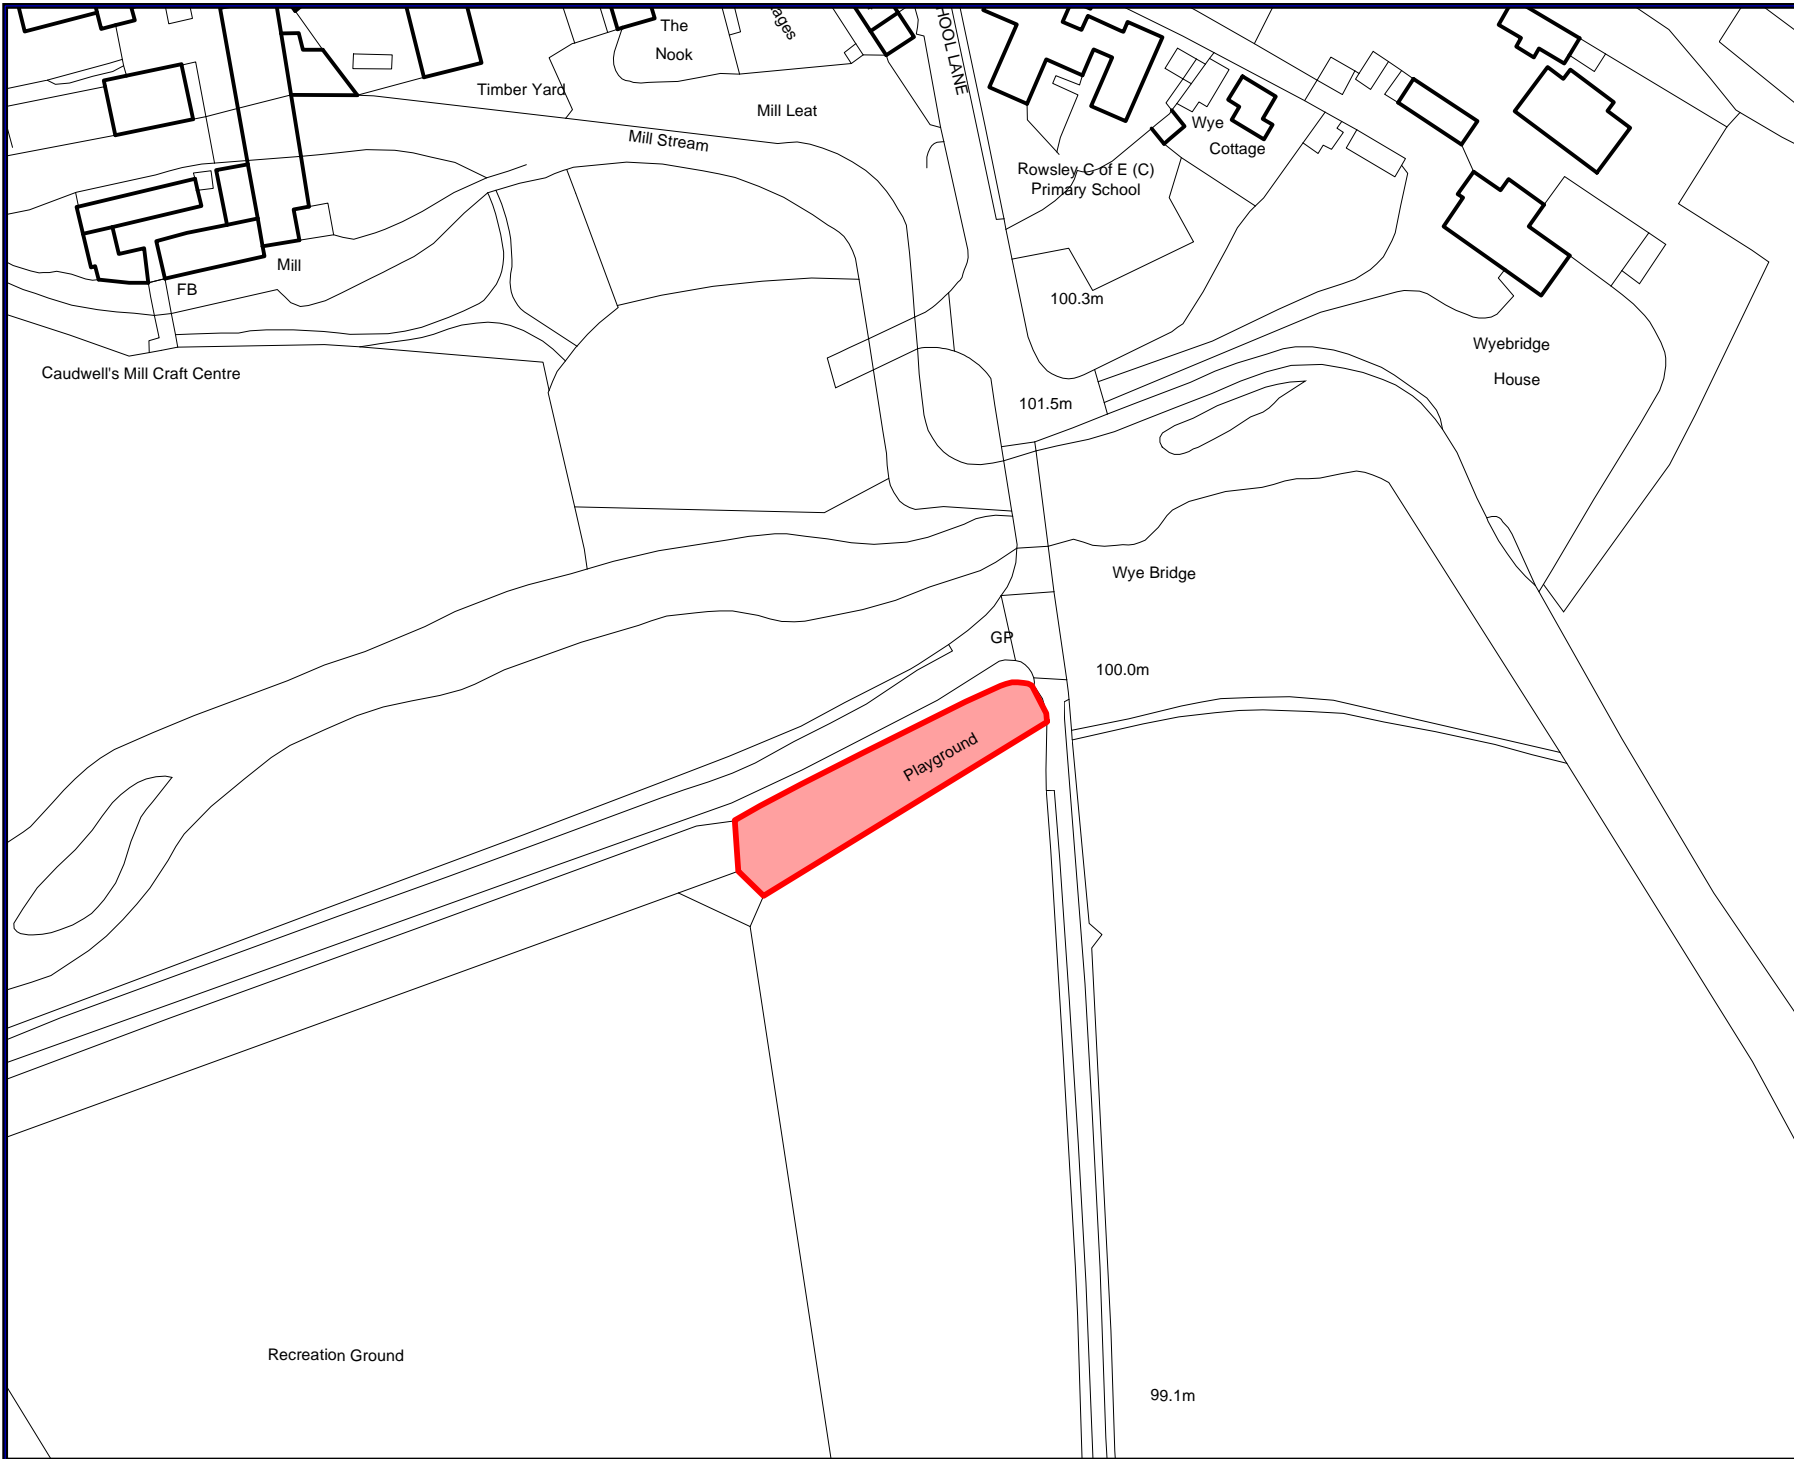 The
Nook
Timber Yard
Mill Leat
Mill Stream
Wye
Cottage
Rowsley C of E (C)
Primary School
Mill
FB
100.3m
Wyebridge
House
Caudwell's Mill Craft Centre
101.5m
Wye Bridge
GP
100.0m
Playground
Recreation Ground
99.1m
LANE